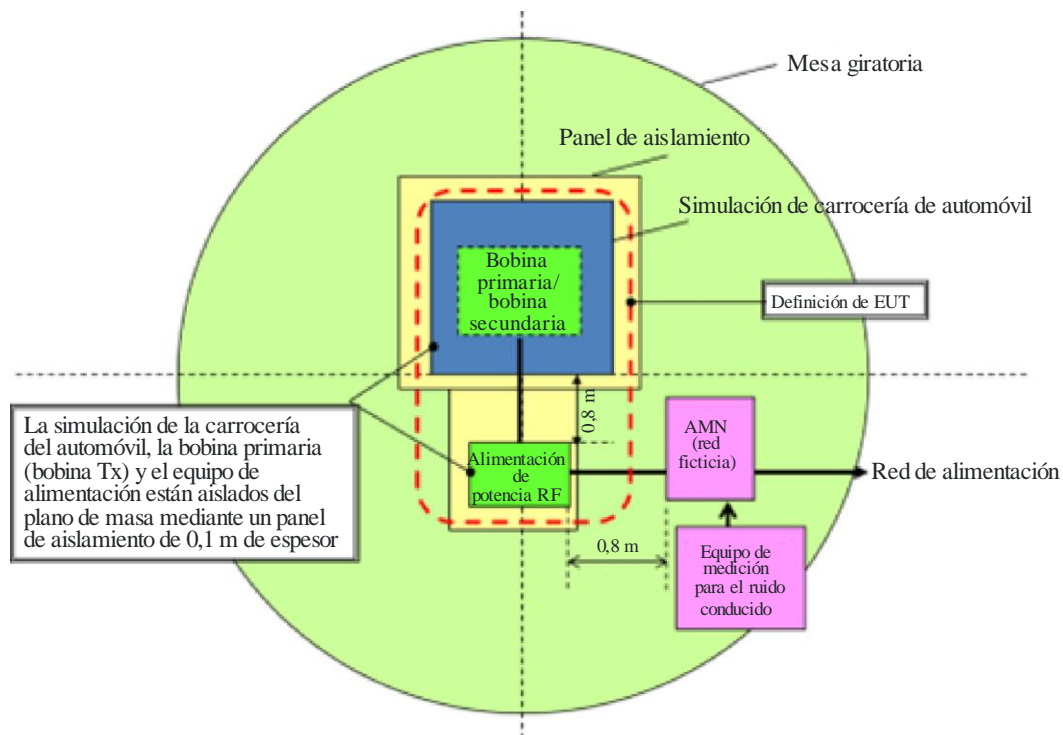 Mesa giratoria
Panel de aislamiento
Simulación de carrocería de automóvil
Bobina
primaria/
bobina
secundaria
Definición de EUT
0,8 m
La simulación de la carrocería
del automóvil, la bobina primaria
(bobina Tx) y el equipo de
alimentación están aislados del
plano de masa mediante un panel
de aislamiento de 0,1 m de espesor
Alimentación
de
potencia RF
AMN
(red
ficticia)
Red de alimentación
0,8 m
Equipo de
medición
para el ruido
conducido